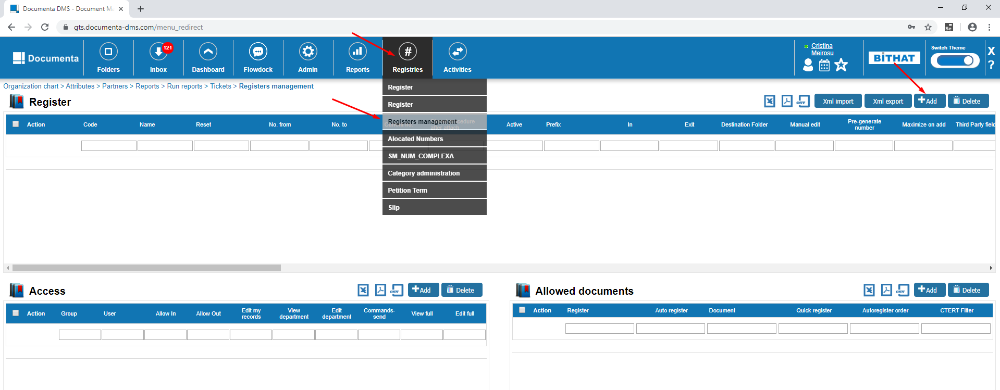 Documenta DMS - Document Ma
gts.documenta-dms.com/menu_redirect
Se
Documenta
Folders
121
Inbox
Dashboard
Flowdock
Admin
Reports
#
Registries
Activities
Cristina
Meirosu
BITHAT
Switch Theme
X
?
Organization chart > Attributes > Partners > Reports > Run reports > Tickets > Registers management
Register
Register
Registers management
Alocated Numbers
SM_NUM_COMPLEXA
Category administration
Petition Term
Slip
Register
CSV
Xml import
Xml export
Add
Delete
Action
Code
Name
Reset
No. from
No. to
Active
Prefix
In
Exit
Destination Folder
Manual edit
Pre-generate
number
Maximize on add
Third Party field
Access
CSV
Add
Delete
Action
Group
User
Allow In
Allow Out
Edit my
records
View
department
Edit
department
Commands-
send
View full
Edit full
Allowed documents
CSV
Add
Delete
Action
Register
Auto register
Document
Quick register
Autoregister order
CTERT Filter